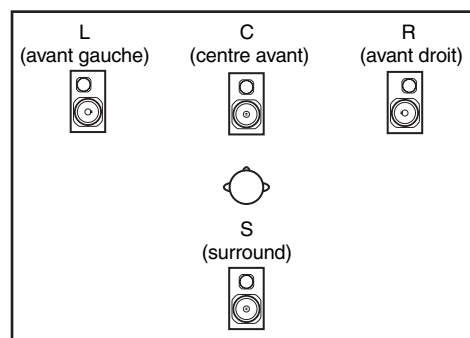 L
(avant gauche)
C
(centre avant)
R
(avant droit)
S
(surround)